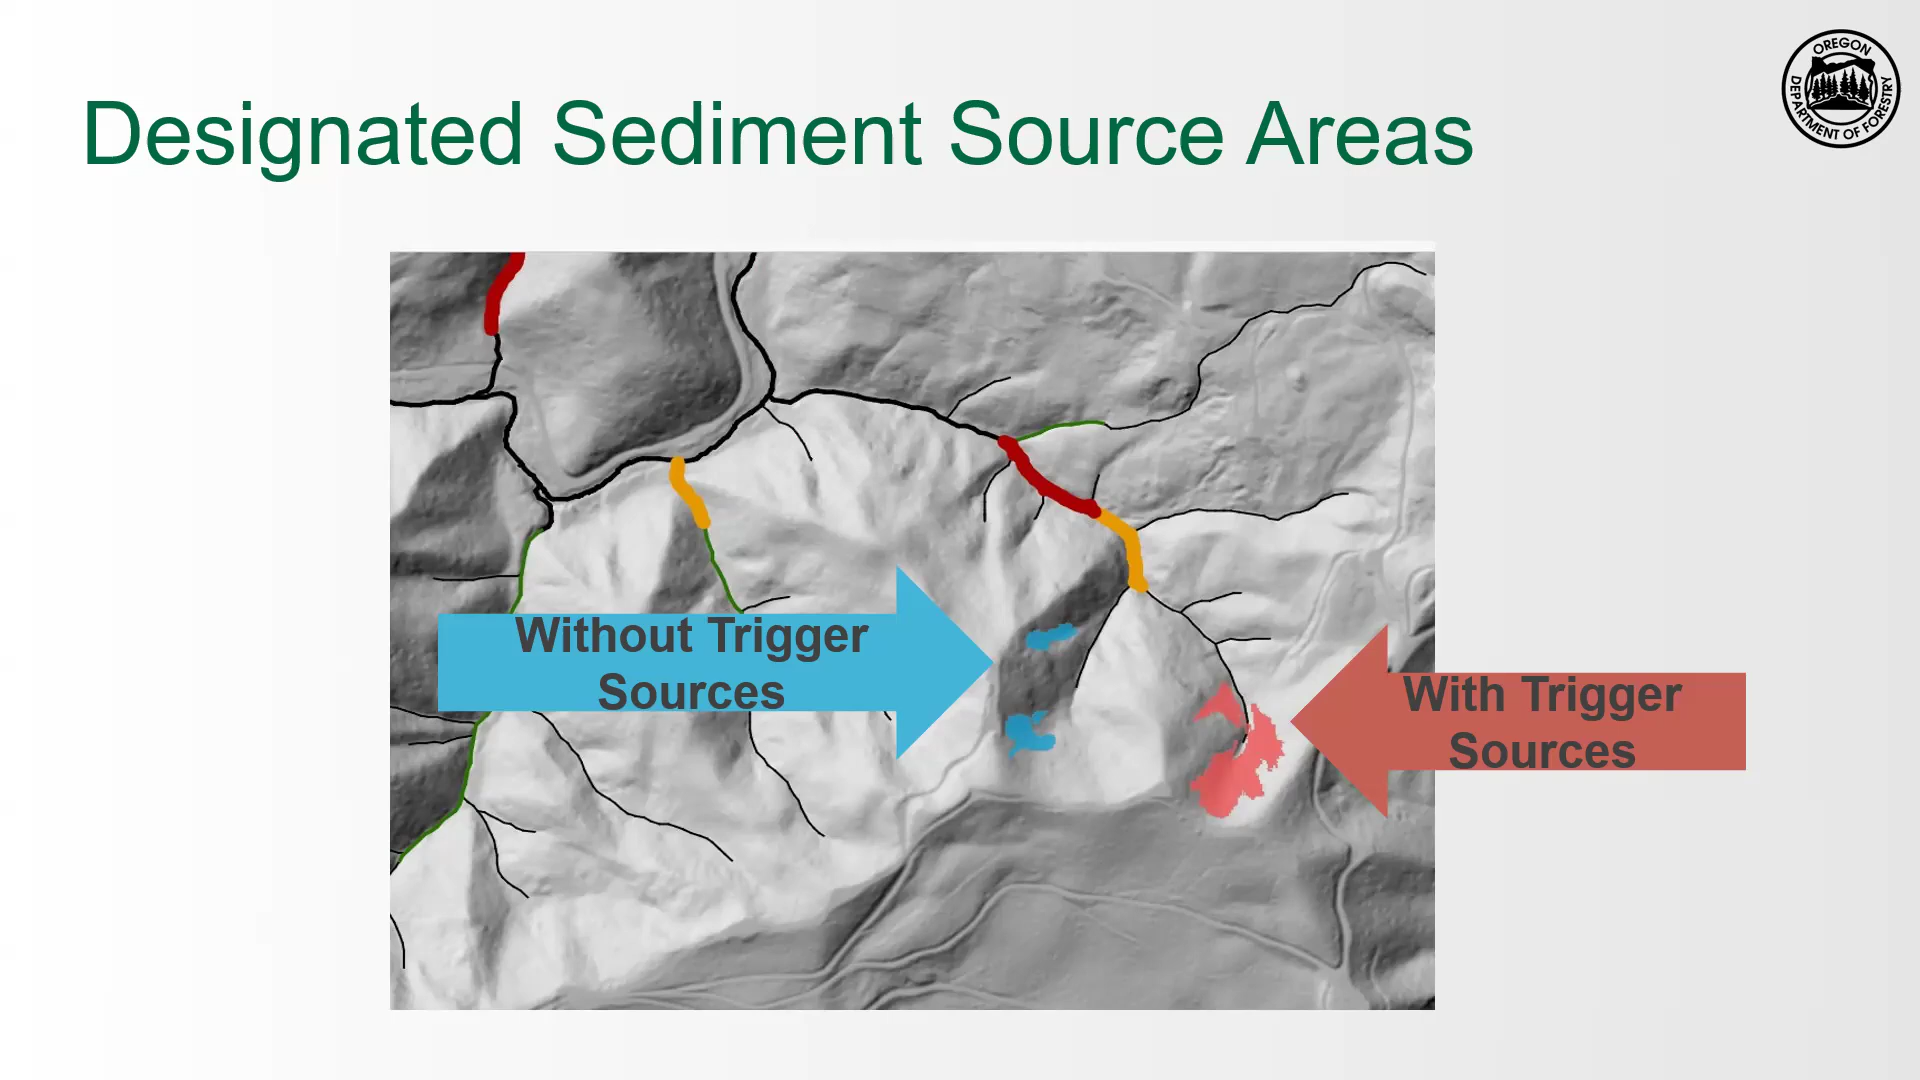 Designated Sediment Source Areas
OREGON
DEPARTMENT OF FORESTRY
Without Trigger
Sources
With Trigger
Sources